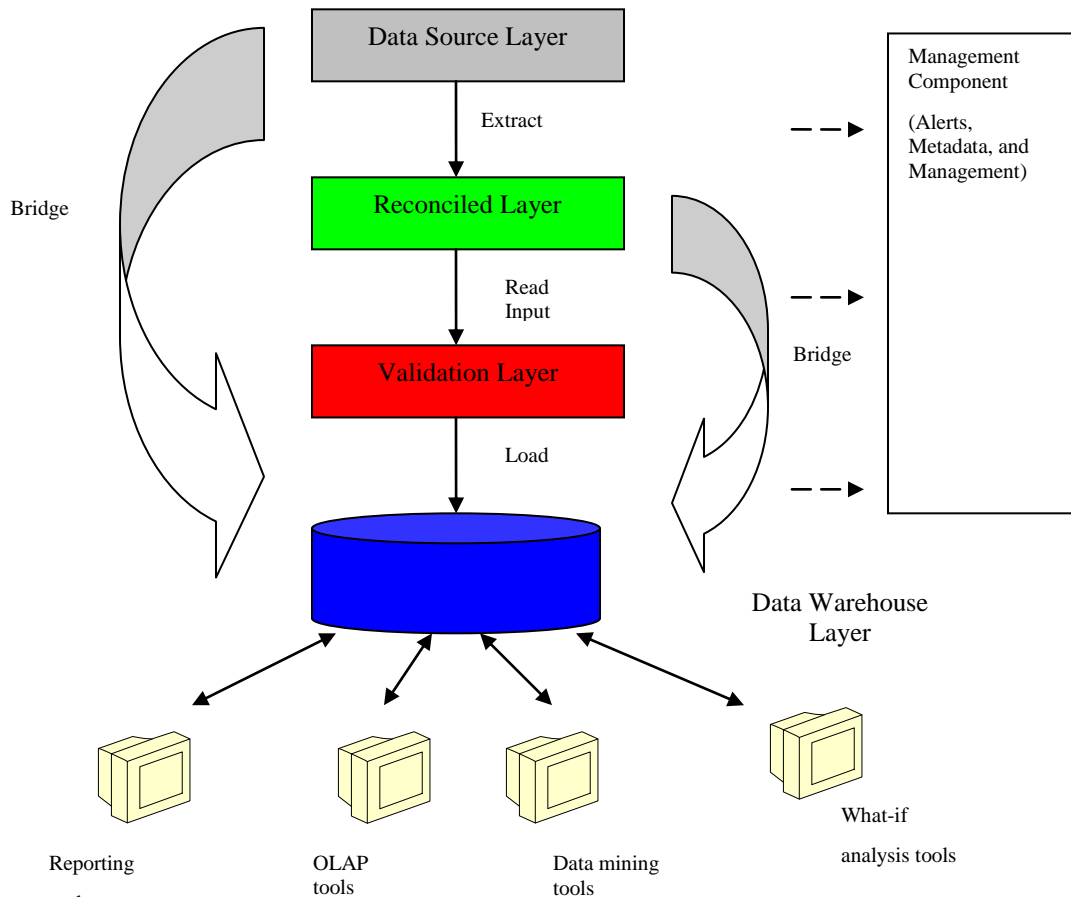 Data Source Layer
Management
Component
(Alerts,
Metadata, and
Management)
Extract
Bridge
Reconciled Layer
Read
Input
Bridge
Validation Layer
Load
Data Warehouse
Layer
What-if
analysis tools
Reporting
OLAP
tools
Data mining
tools